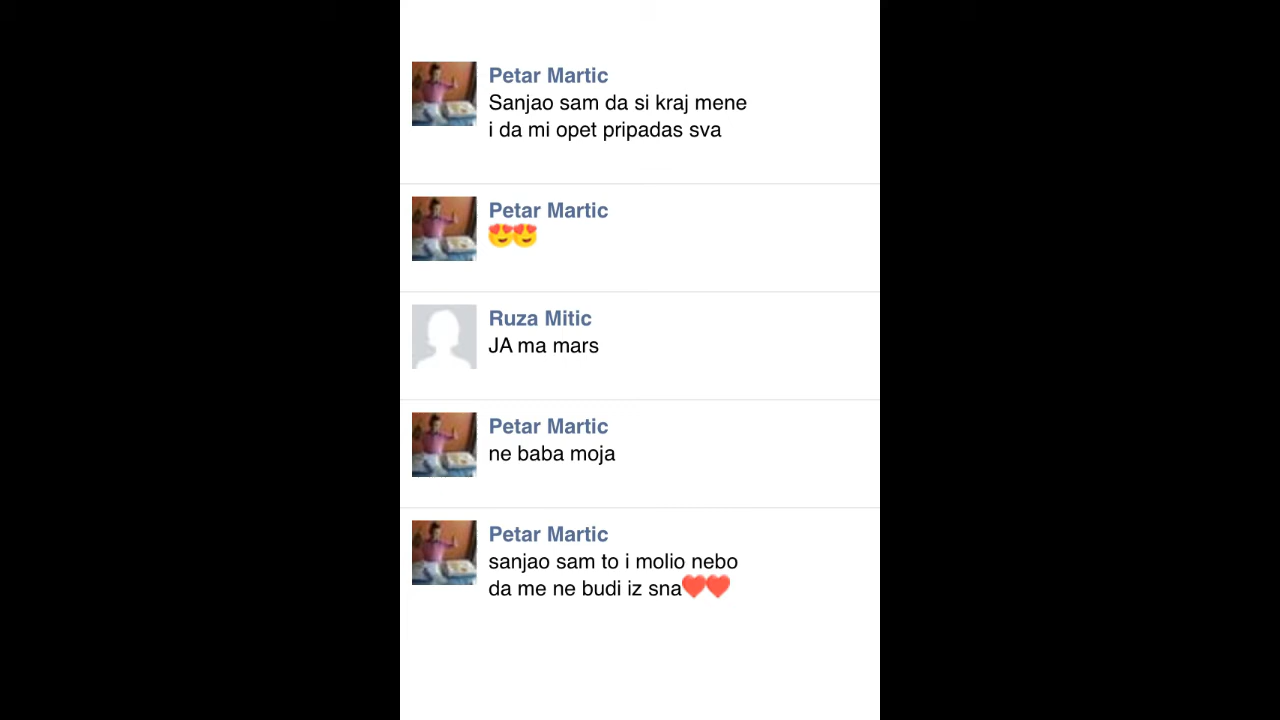 Petar Martic
Sanjao sam da si kraj mene
i da mi opet pripadas sva
Petar Martic
😍😍
Ruza Mitic
JA ma mars
Petar Martic
ne baba moja
Petar Martic
sanjao sam to i molio nebo
da me ne budi iz sna❤️❤️